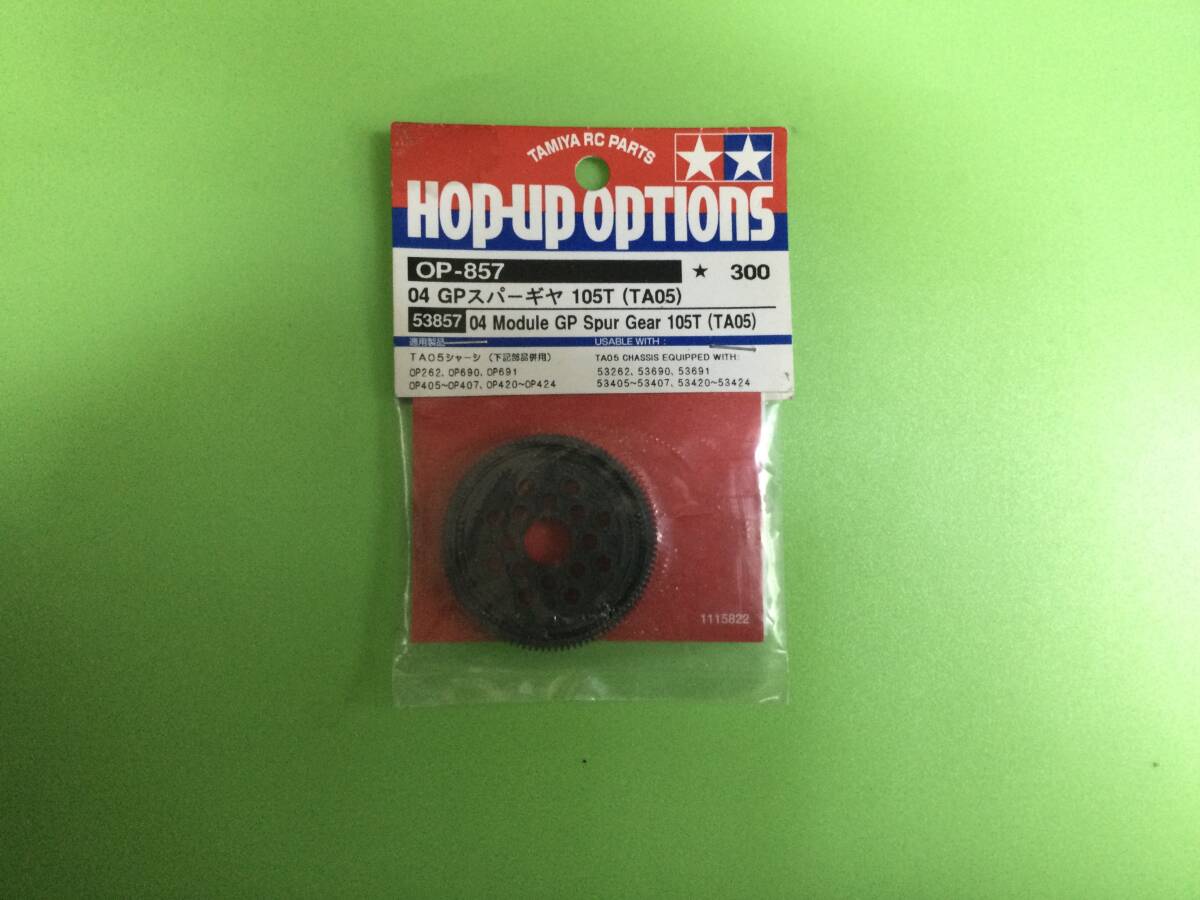 TAMIYA RC PARTS
HOP-UP OPTIONS
OP-857 ★ 300
04 GPスパーギヤ 105T (TA05)
53857 04 Module GP Spur Gear 105T (TA05)
適用製品 USABLE WITH :
TA05シャーシ (下記部品併用) TA05 CHASSIS EQUIPPED WITH:
OP262、OP690、OP691 53262, 53690, 53691
OP405~OP407、OP420~OP424 53405~53407, 53420~53424
1115822